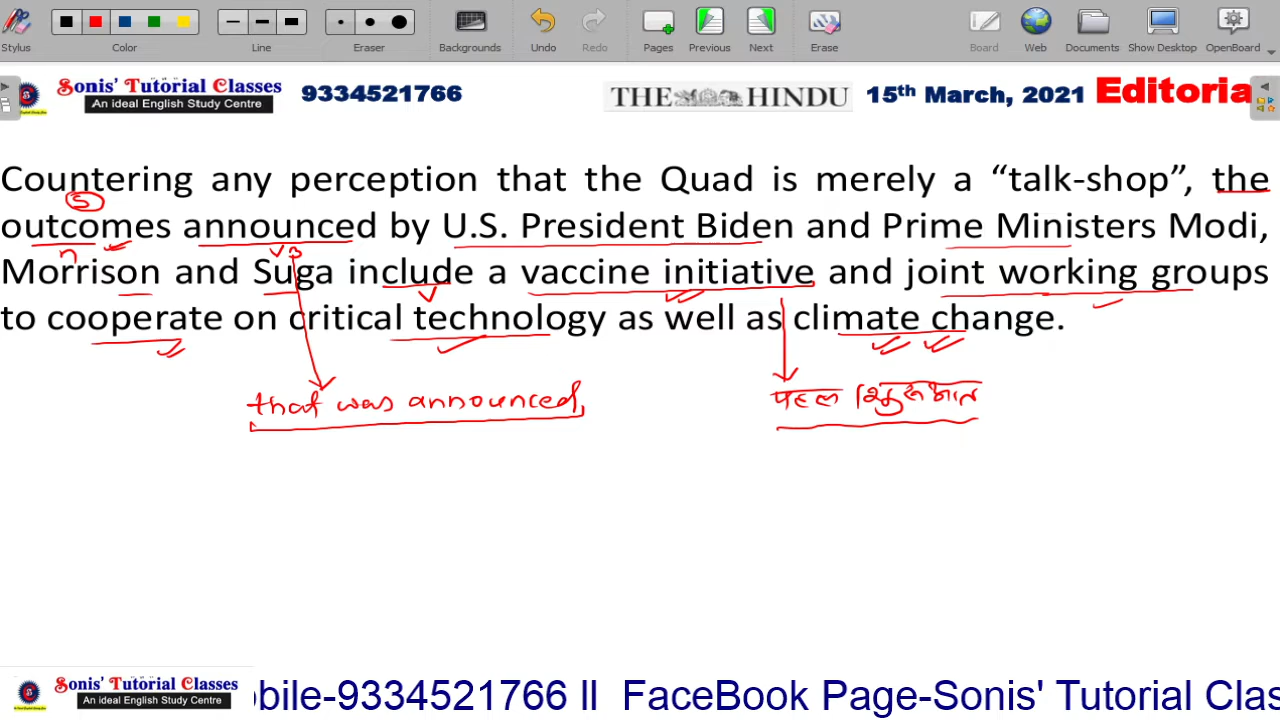 Stylus Color Line Eraser Backgrounds Undo Redo Pages Previous Next Erase Board Web Documents Show Desktop OpenBoard
Sonis' Tutorial Classes
An ideal English Study Centre
9334521766
THE HINDU
15th March, 2021 Editoria
Countering any perception that the Quad is merely a “talk-shop”, the
S
outcomes announced by U.S. President Biden and Prime Ministers Modi,
n V3
Morrison and Suga include a vaccine initiative and joint working groups
V
to cooperate on critical technology as well as climate change.
that was announced,
पहल
Sonis' Tutorial Classes
An ideal English Study Centre
obile-9334521766 ll FaceBook Page-Sonis' Tutorial Clas